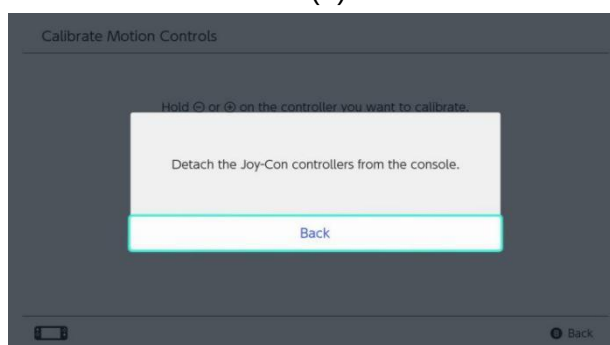 Calibrate Motion Controls
Hold ⊖ or ⊕ on the controller you want to calibrate.
Detach the Joy-Con controllers from the console.
Back
Back